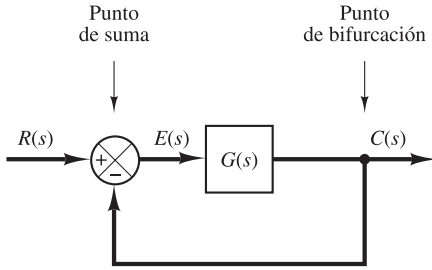 Punto
de suma
Punto
de bifurcación
R(s)
+
−
E(s)
G(s)
C(s)